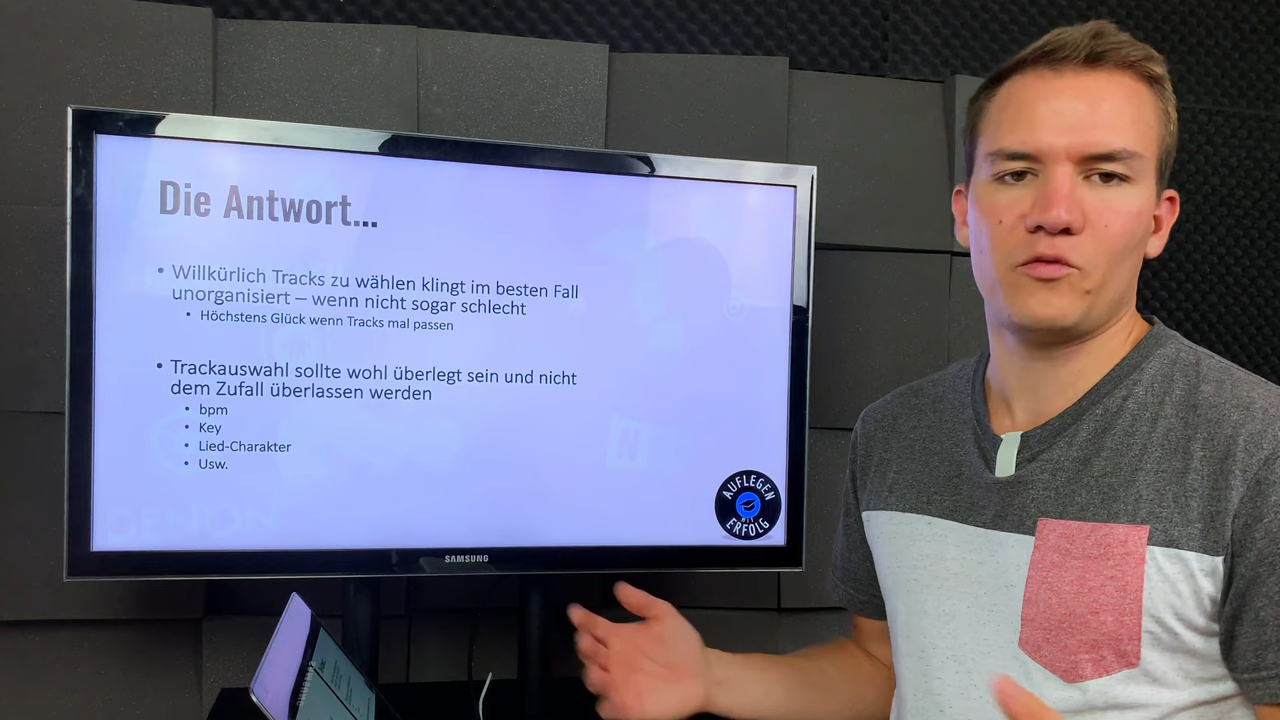 Die Antwort...
• Willkürlich Tracks zu wählen klingt im besten Fall
unorganisiert – wenn nicht sogar schlecht
• Höchstens Glück wenn Tracks mal passen
• Trackauswahl sollte wohl überlegt sein und nicht
dem Zufall überlassen werden
• bpm
• Key
• Lied-Charakter
• Usw.
AUFLEGEN
MIT
ERFOLG
SAMSUNG